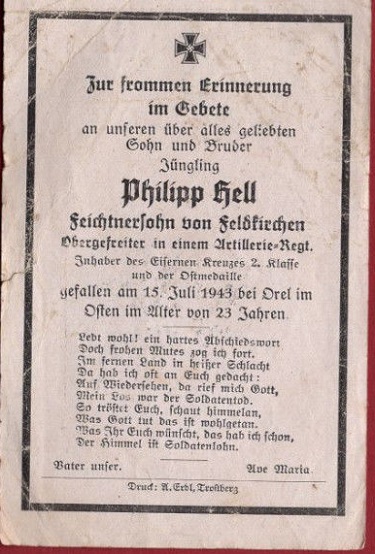 Zur frommen Erinnerung
im Gebete
an unseren über alles geliebten
Sohn und Bruder
Jüngling
Philipp Hell
Feichtnersohn von Feldkirchen
Obergefreiter in einem Artillerie-Regt.
Inhaber des Eisernen Kreuzes 2. Klasse
und der Ostmedaille
gefallen am 15. Juli 1943 bei Orel im
Osten im Alter von 23 Jahren
Lebt wohl! ein hartes Abschiedswort
Doch frohen Mutes zog ich fort.
Im fernen Land in heißer Schlacht
Da hab ich oft an Euch gedacht:
Auf Wiedersehen, da rief mich Gott,
Mein Los war der Soldatentod.
So tröstet Euch, schaut himmelan,
Was Gott tut das ist wohlgetan.
Was Ihr Euch wünscht, das hab ich schon,
Der Himmel ist Soldatenlohn.
Vater unser. Ave Maria.
Druck: A. Erdl, Trostberg